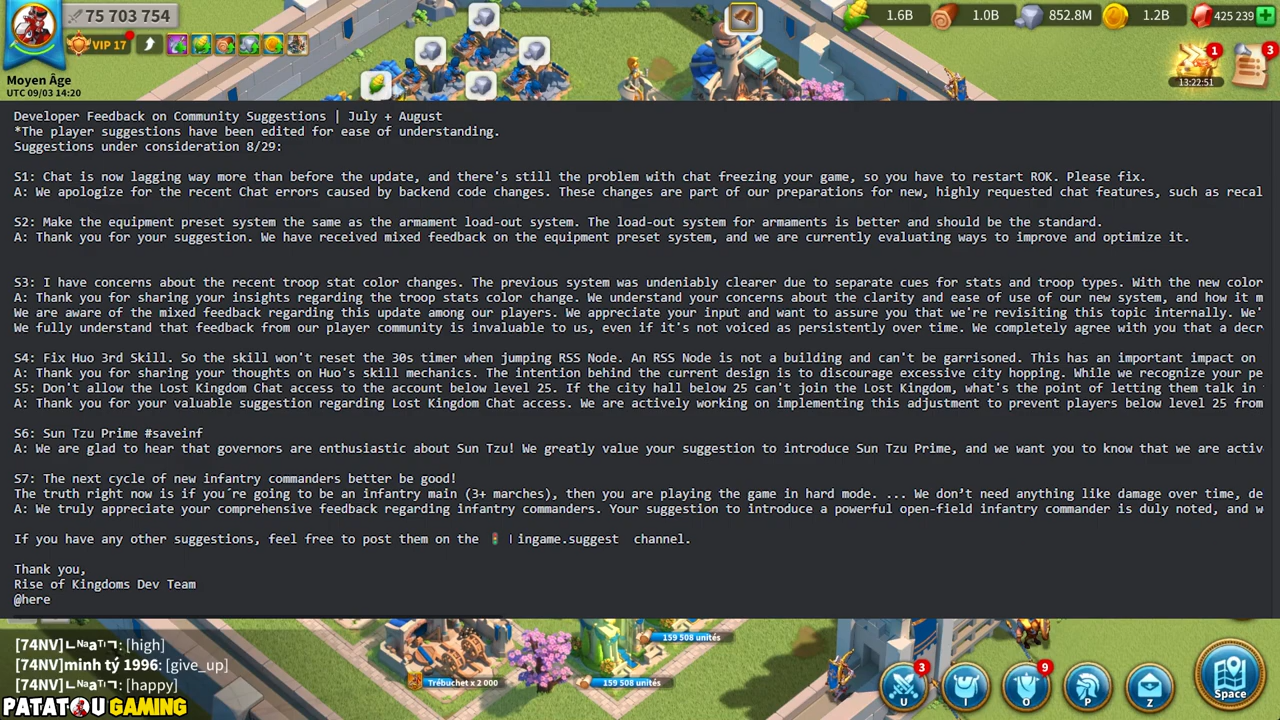 75 703 754
1.6B
1.0B
852.8M
1.2B
425 239
VIP 17
1
3
13:22:51
Moyen Âge
UTC 09/03 14:20
Developer Feedback on Community Suggestions | July + August
*The player suggestions have been edited for ease of understanding.
Suggestions under consideration 8/29:
S1: Chat is now lagging way more than before the update, and there's still the problem with chat freezing your game, so you have to restart ROK. Please fix.
A: We apologize for the recent Chat errors caused by backend code changes. These changes are part of our preparations for new, highly requested chat features, such as recal
S2: Make the equipment preset system the same as the armament load-out system. The load-out system for armaments is better and should be the standard.
A: Thank you for your suggestion. We have received mixed feedback on the equipment preset system, and we are currently evaluating ways to improve and optimize it.
S3: I have concerns about the recent troop stat color changes. The previous system was undeniably clearer due to separate cues for stats and troop types. With the new color
A: Thank you for sharing your insights regarding the troop stats color change. We understand your concerns about the clarity and ease of use of our new system, and how it m
We are aware of the mixed feedback regarding this update among our players. We appreciate your input and want to assure you that we're revisiting this topic internally. We'
We fully understand that feedback from our player community is invaluable to us, even if it's not voiced as persistently over time. We completely agree with you that a decr
S4: Fix Huo 3rd Skill. So the skill won't reset the 30s timer when jumping RSS Node. An RSS Node is not a building and can't be garrisoned. This has an important impact on
A: Thank you for sharing your thoughts on Huo's skill mechanics. The intention behind the current design is to discourage excessive city hopping. While we recognize your pe
S5: Don't allow the Lost Kingdom Chat access to the account below level 25. If the city hall below 25 can't join the Lost Kingdom, what's the point of letting them talk in
A: Thank you for your valuable suggestion regarding Lost Kingdom Chat access. We are actively working on implementing this adjustment to prevent players below level 25 from
S6: Sun Tzu Prime #saveinf
A: We are glad to hear that governors are enthusiastic about Sun Tzu! We greatly value your suggestion to introduce Sun Tzu Prime, and we want you to know that we are activ
S7: The next cycle of new infantry commanders better be good!
The truth right now is if you´re going to be an infantry main (3+ marches), then you are playing the game in hard mode. ... We don’t need anything like damage over time, de
A: We truly appreciate your comprehensive feedback regarding infantry commanders. Your suggestion to introduce a powerful open-field infantry commander is duly noted, and w
If you have any other suggestions, feel free to post them on the 🚦 | ingame.suggest channel.
Thank you,
Rise of Kingdoms Dev Team
@here
159 508 unités
[74NV]ㄴᴺᵃaᵀⁱㄱ: [high]
[74NV]minh tý 1996: [give_up]
[74NV]ㄴᴺᵃaᵀⁱㄱ: [happy]
Trébuchet x 2 000
159 508 unités
3
9
U
I
O
P
Z
Space
PATATOU GAMING